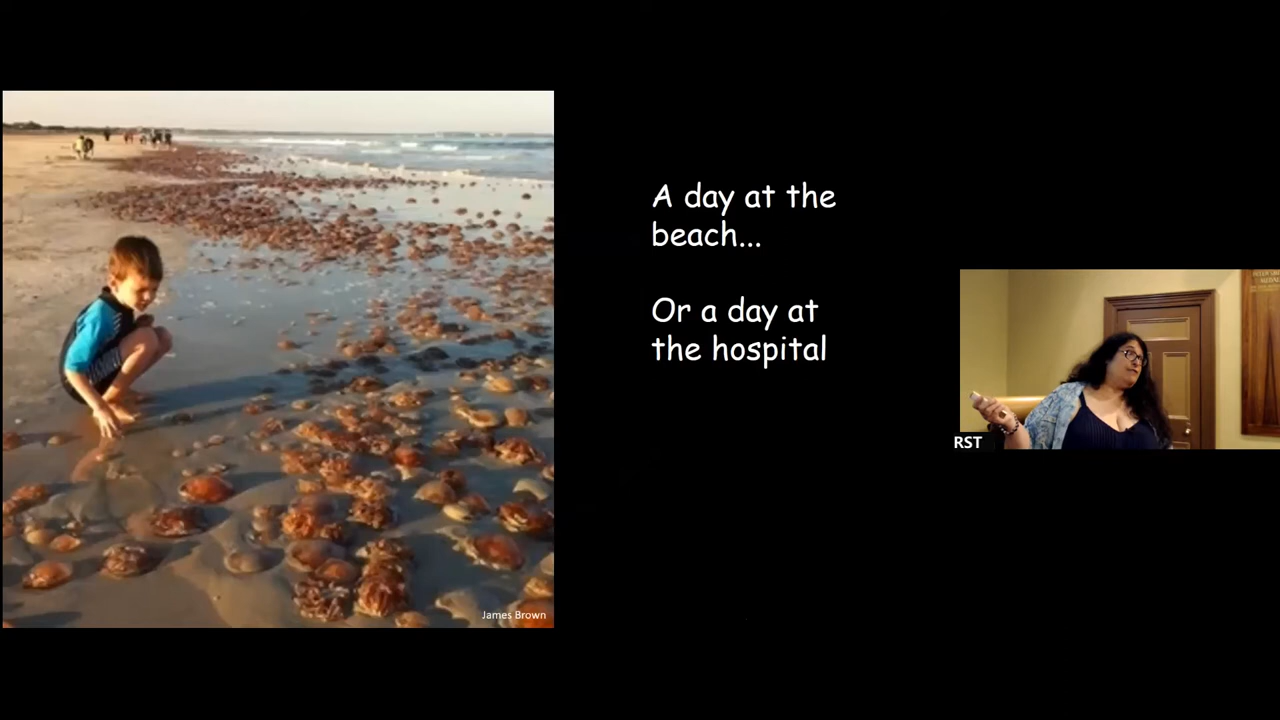 A day at the
beach...
Or a day at
the hospital
RST
James Brown